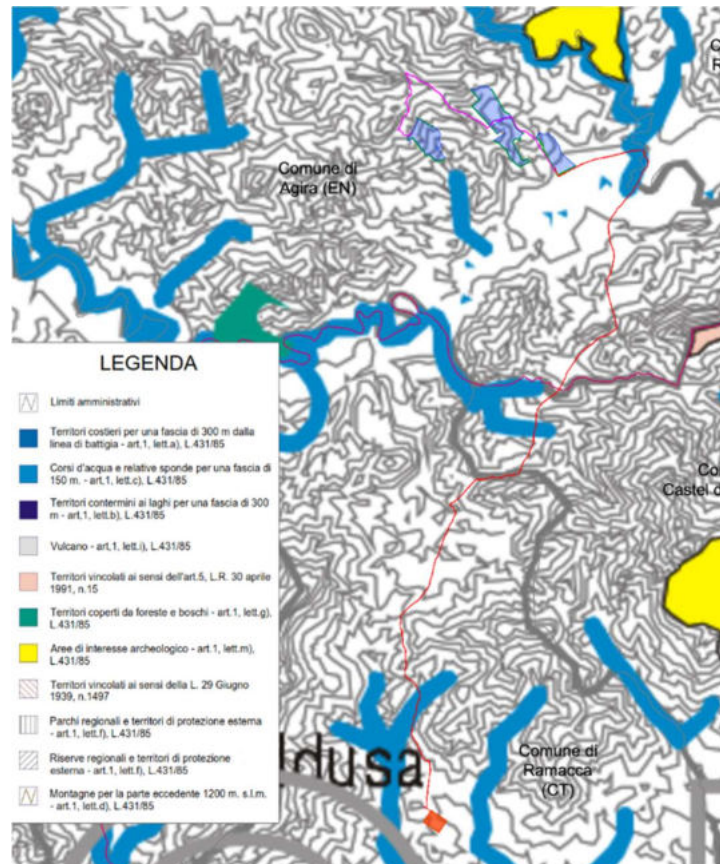 C
R
Comune di
Agira (EN)
LEGENDA
Limiti amministrativi
Territori costieri per una fascia di 300 m dalla
linea di battigia - art.1, lett.a), L.431/85
Corsi d'acqua e relative sponde per una fascia di
150 m. - art.1, lett.c), L.431/85
Territori contermini ai laghi per una fascia di 300
m - art.1, lett.b), L.431/85
Vulcano - art.1, lett.i), L.431/85
Territori vincolati ai sensi dell'art.5, L.R. 30 aprile
1991, n.15
Territori coperti da foreste e boschi - art.1, lett.g),
L.431/85
Aree di interesse archeologico - art.1, lett.m),
L.431/85
Territori vincolati ai sensi della L. 29 Giugno
1939, n.1497
Parchi regionali e territori di protezione esterna
- art.1, lett.f), L.431/85
Riserve regionali e territori di protezione
esterna - art.1, lett.f), L.431/85
Montagne per la parte eccedente 1200 m. s.l.m.
- art.1, lett.d), L.431/85
Co
Castel d
ldusa
Comune di
Ramacca
(CT)